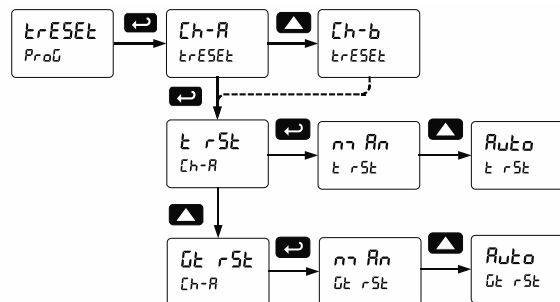 trESEt
ProG
Ch-A
trESEt
Ch-b
trESEt
t rSt
Ch-A
mAn
t rSt
Auto
t rSt
Gt rSt
Ch-A
mAn
Gt rSt
Auto
Gt rSt